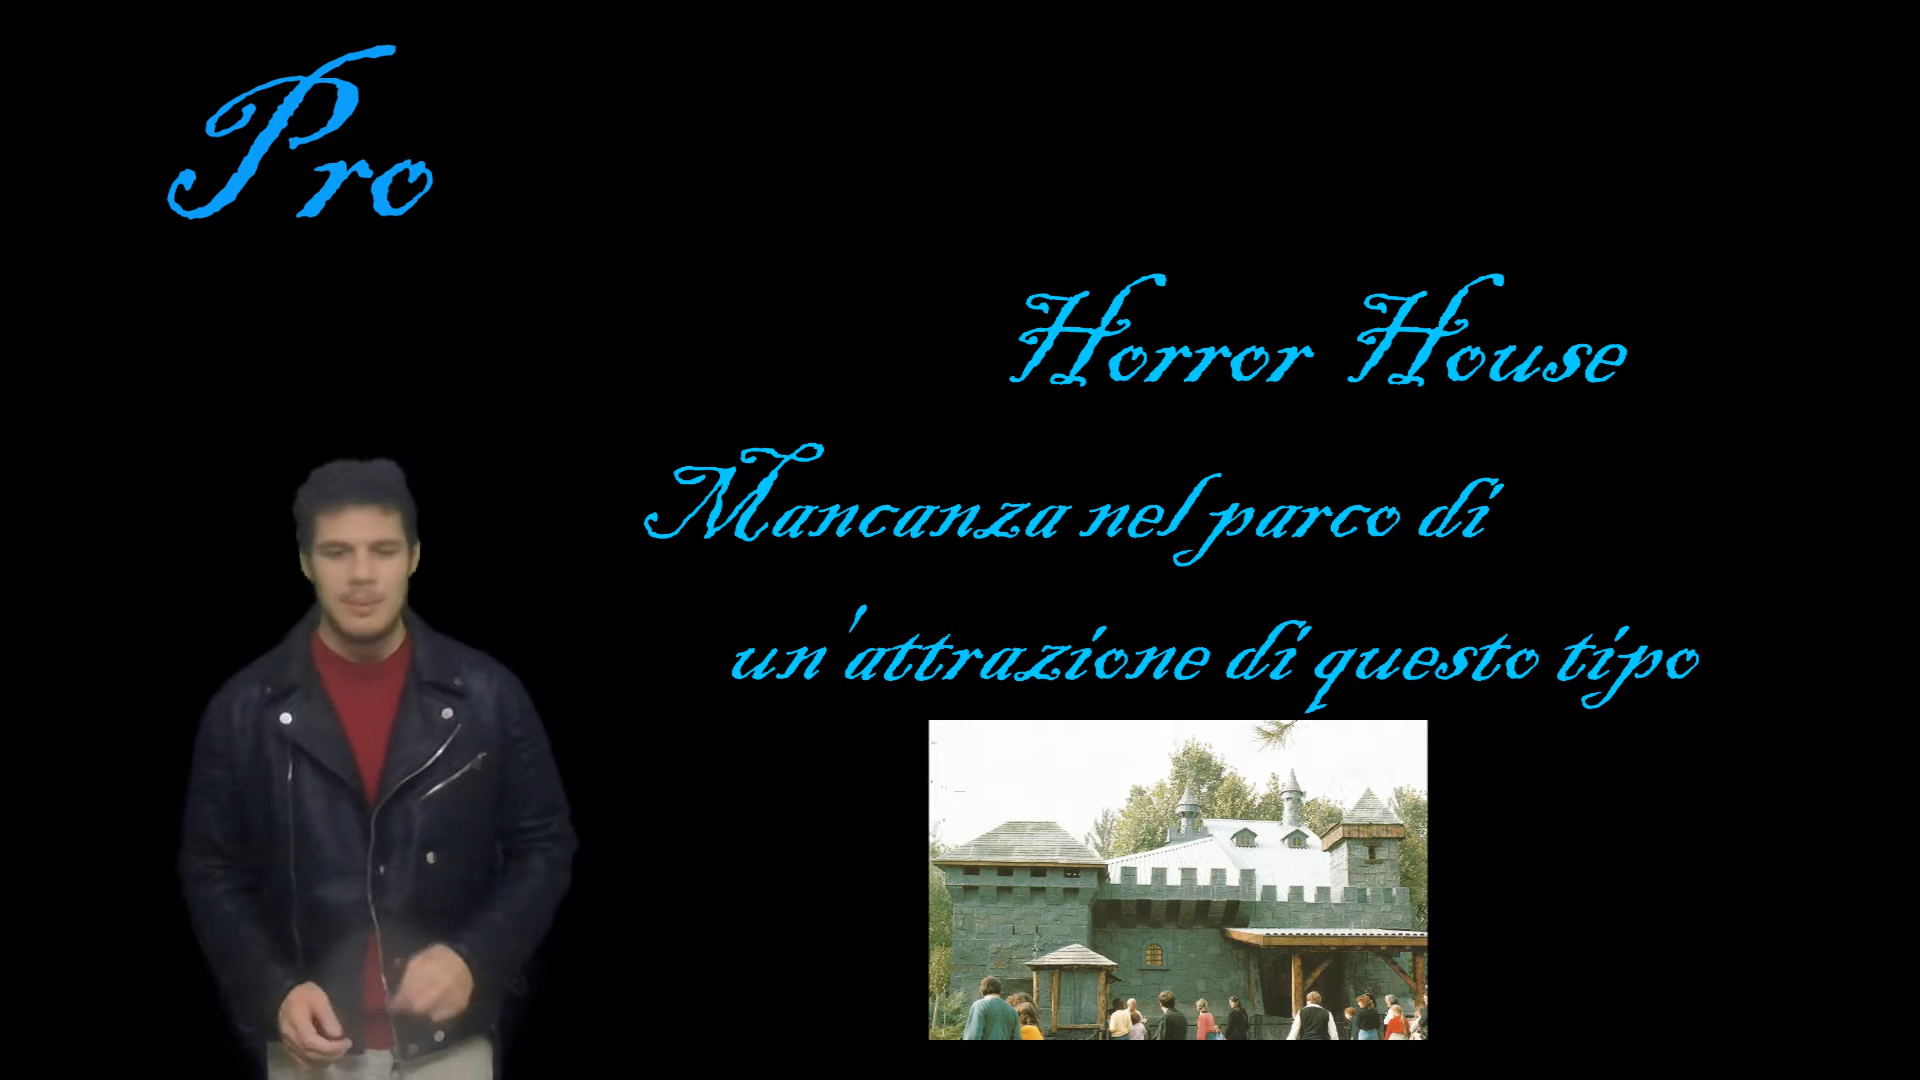 Pro
Horror House
Mancanza nel parco di
un'attrazione di questo tipo